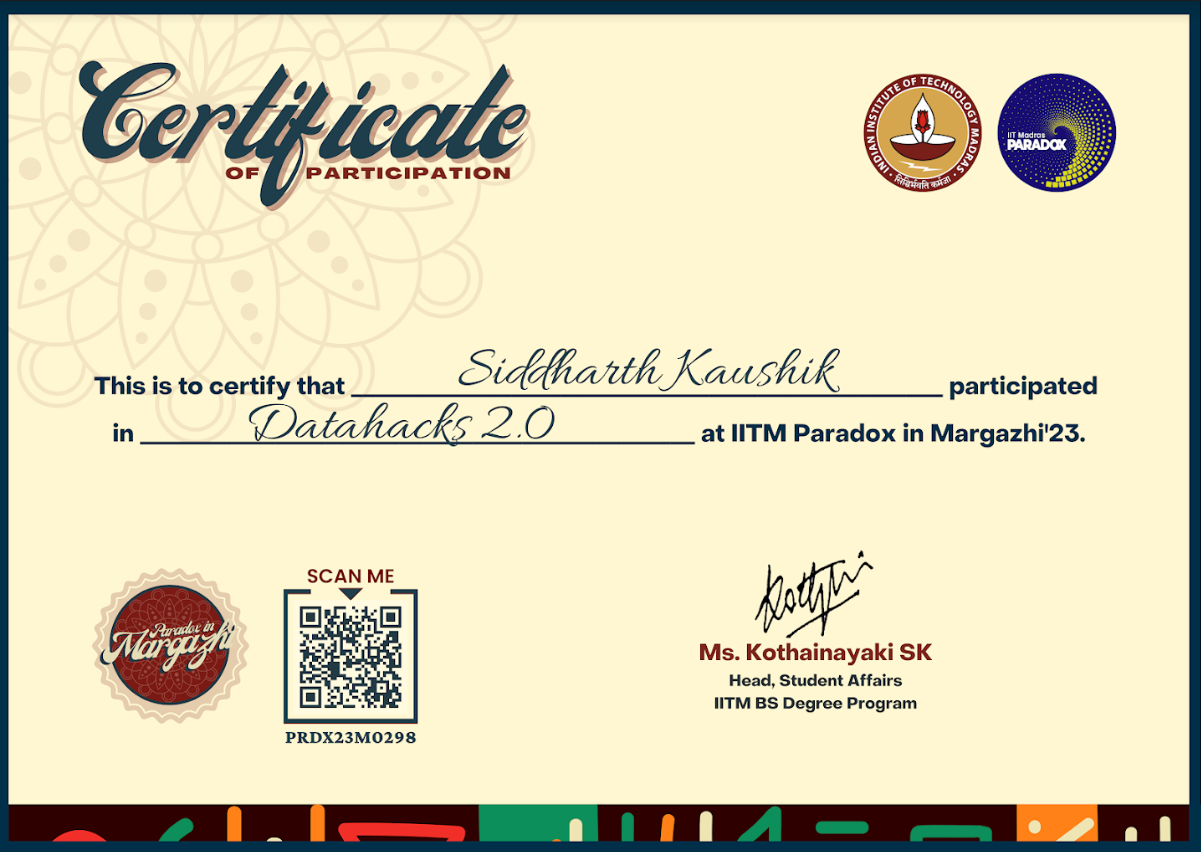 Certificate
OF PARTICIPATION
INDIAN INSTITUTE OF TECHNOLOGY MADRAS
सिद्धिर्भवति कर्मजा
IIT Madras
PARADOX
This is to certify that Siddharth Kaushik participated
in Datahacks 2.0 at IITM Paradox in Margazhi'23.
Paradox in
Margazhi
SCAN ME
PRDX23M0298
Ms. Kothainayaki SK
Head, Student Affairs
IITM BS Degree Program